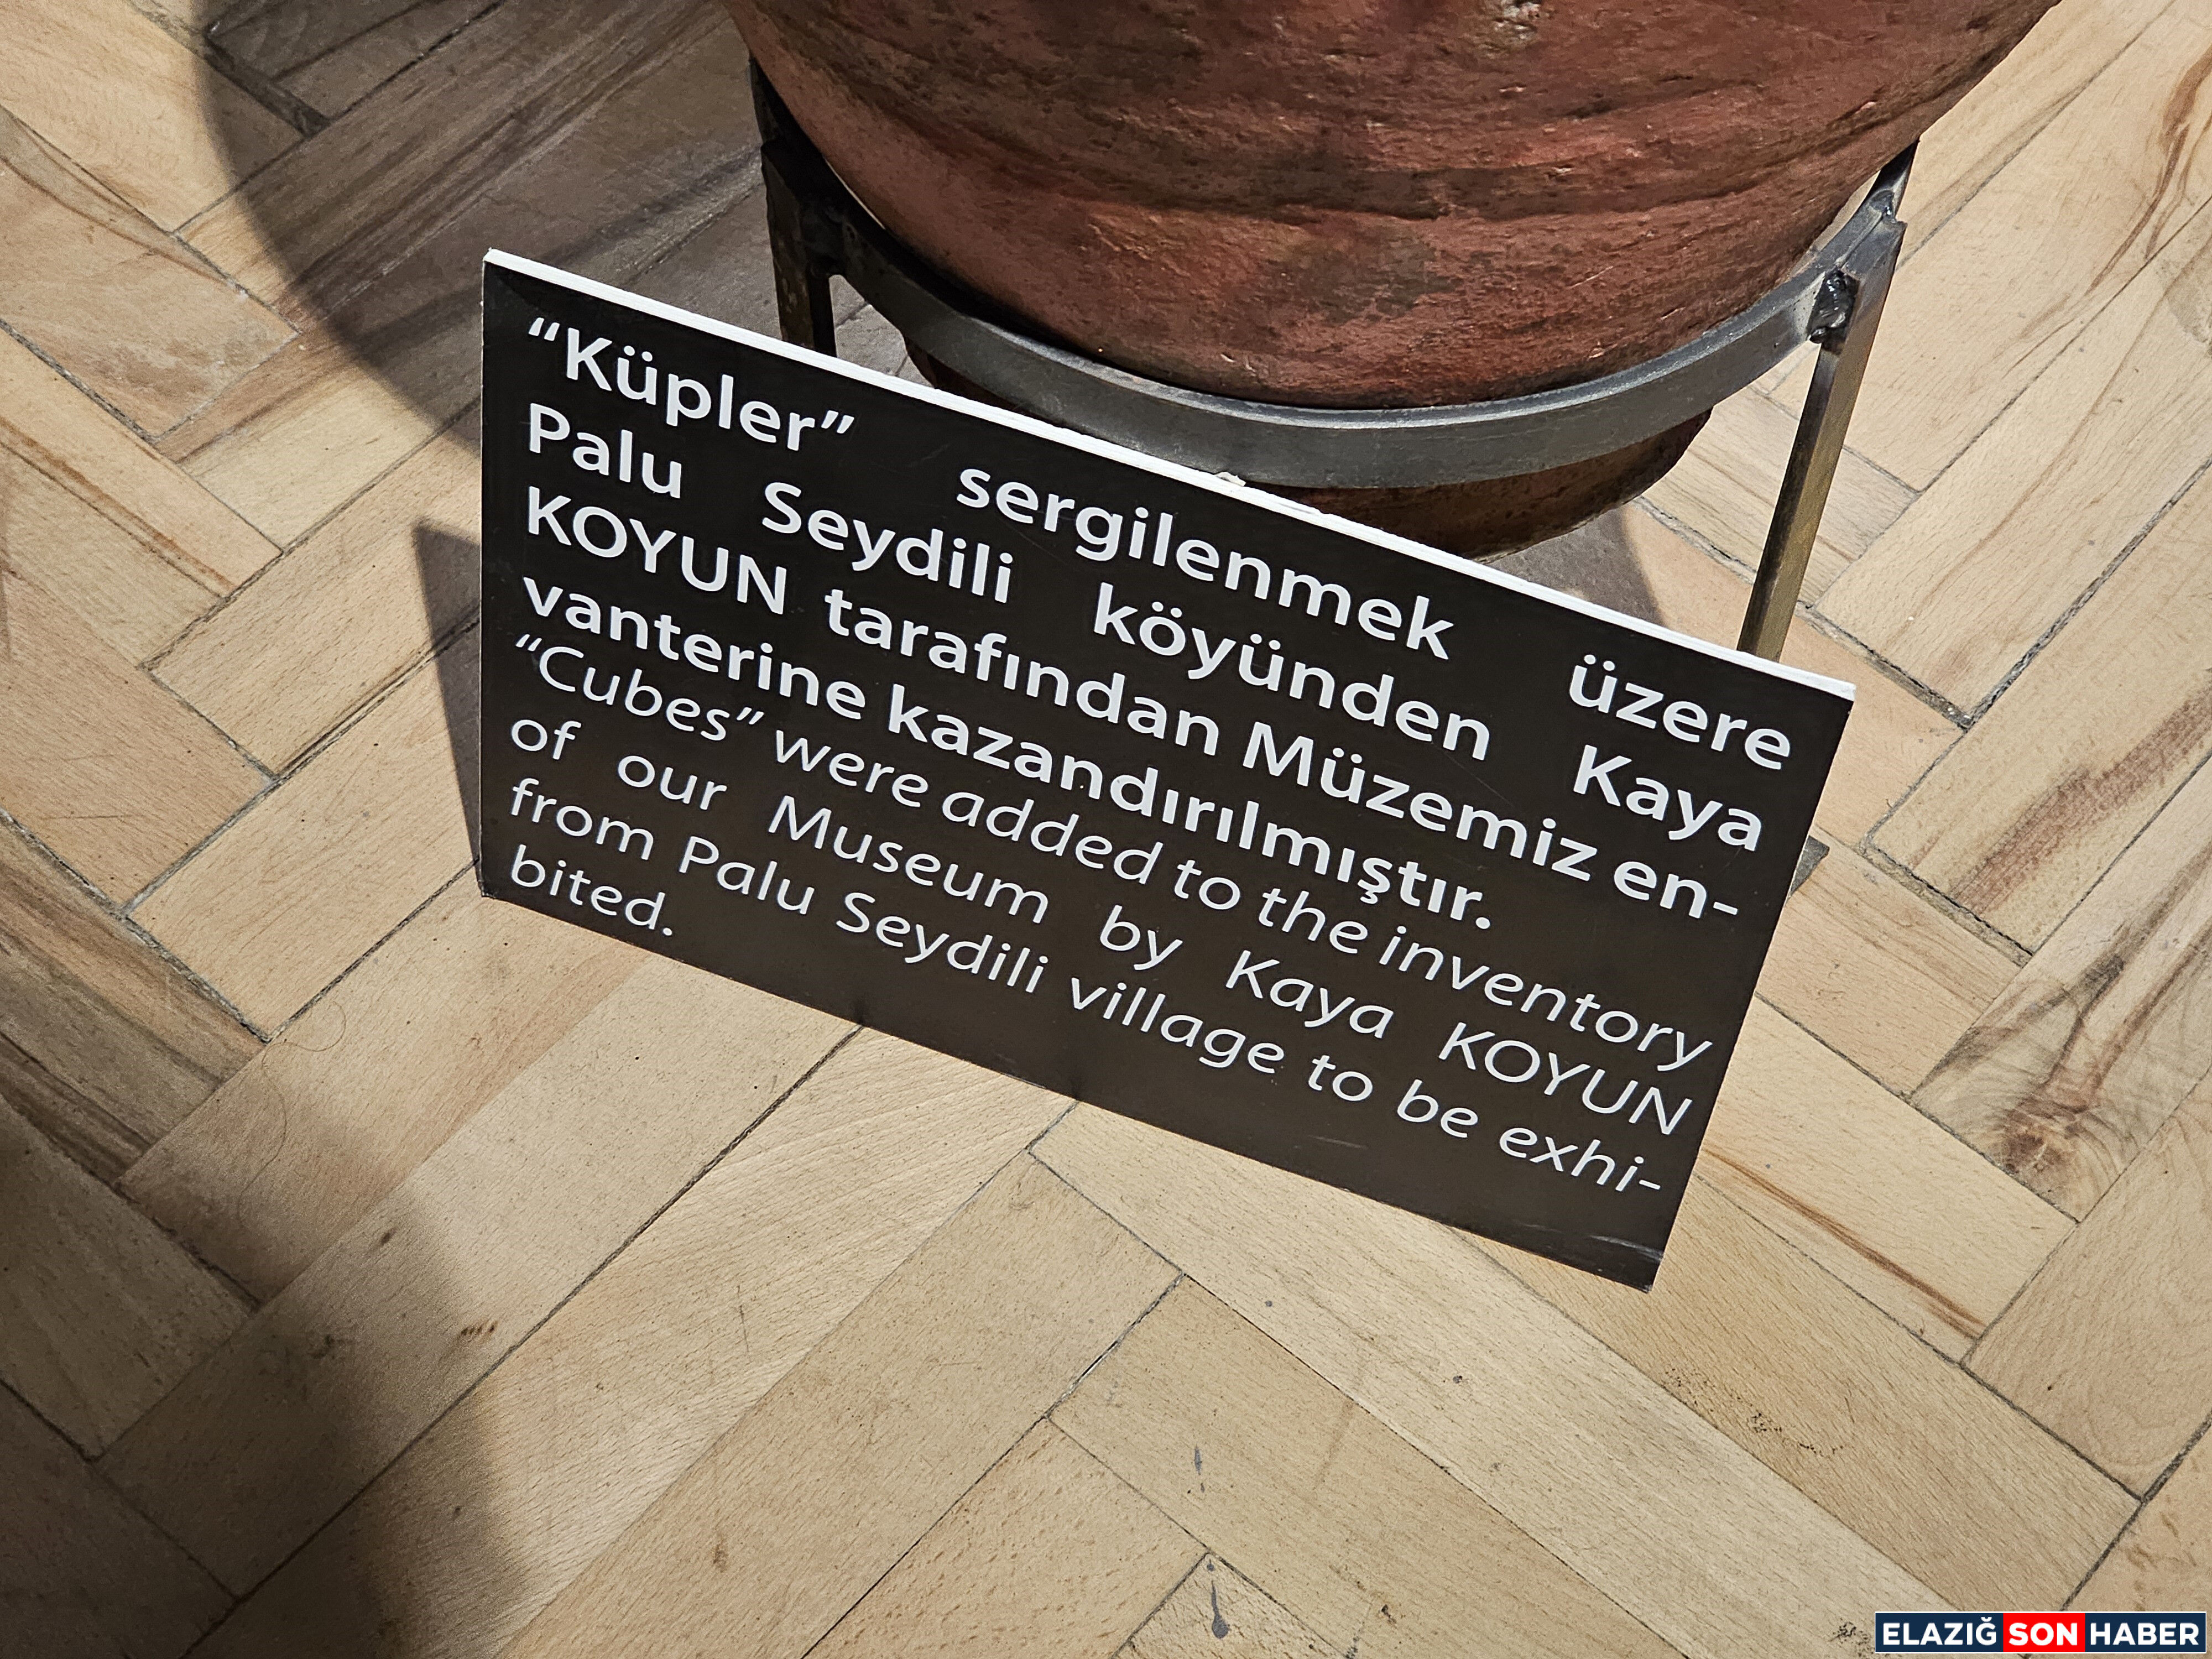 “Küpler” sergilenmek üzere
Palu Seydili köyünden Kaya
KOYUN tarafından Müzemiz en-
vanterine kazandırılmıştır.
“Cubes” were added to the inventory
of our Museum by Kaya KOYUN
from Palu Seydili village to be exhi-
bited.
ELAZIĞ SON HABER